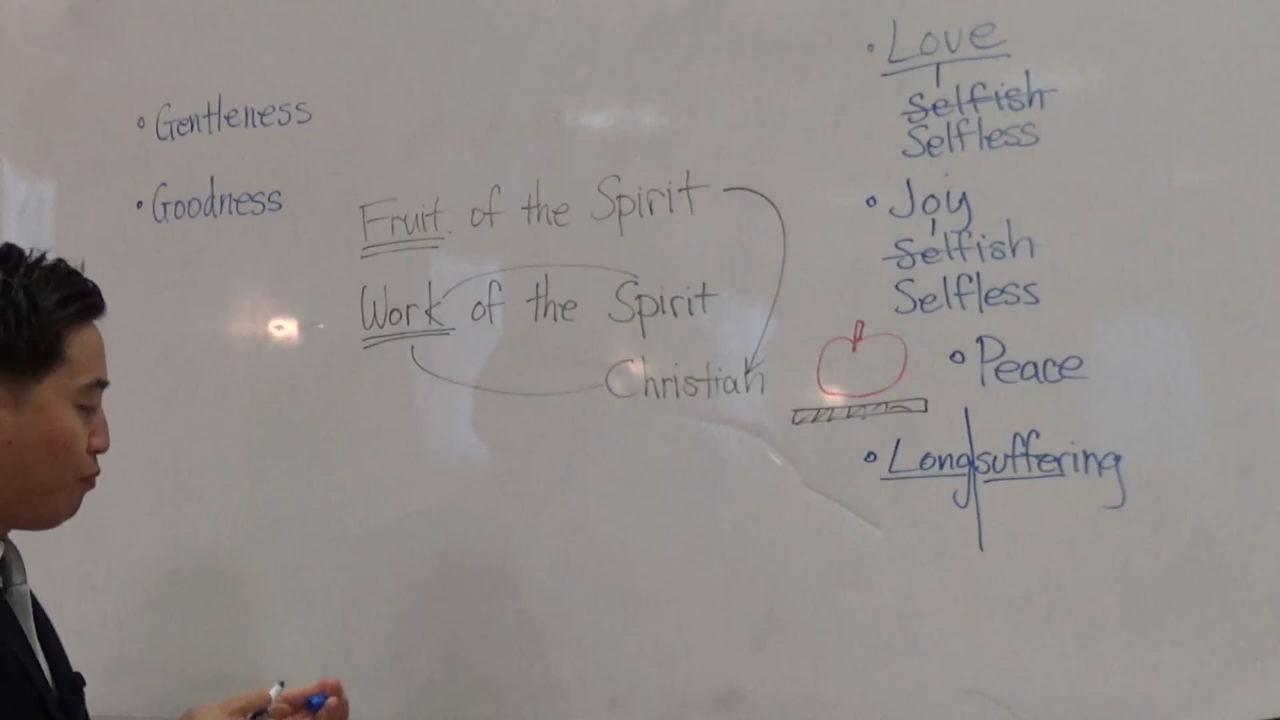 • Gentleness
• Goodness
Fruit of the Spirit
Work of the Spirit
Christian
• Love
Selfish
Selfless
• Joy
Selfish
Selfless
• Peace
• Longsuffering